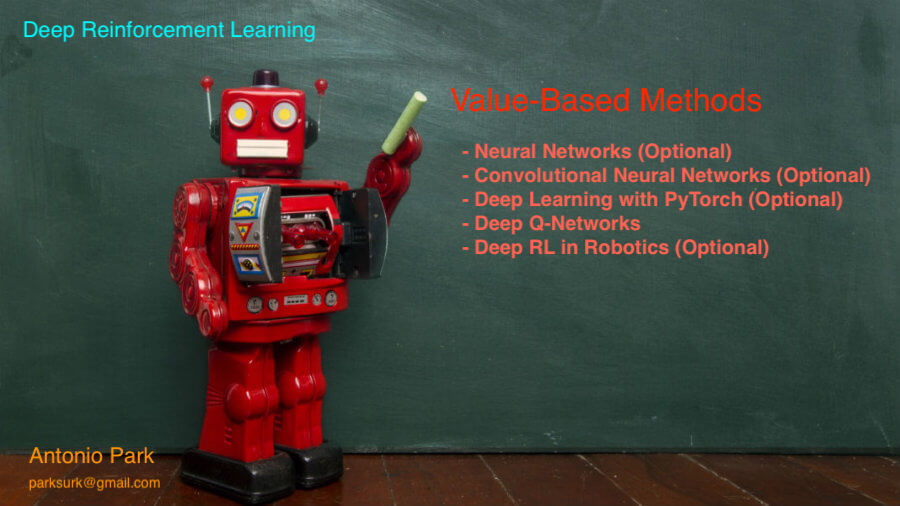 Deep Reinforcement Learning
Value-Based Methods
- Neural Networks (Optional)
- Convolutional Neural Networks (Optional)
- Deep Learning with PyTorch (Optional)
- Deep Q-Networks
- Deep RL in Robotics (Optional)
Antonio Park
parksurk@gmail.com